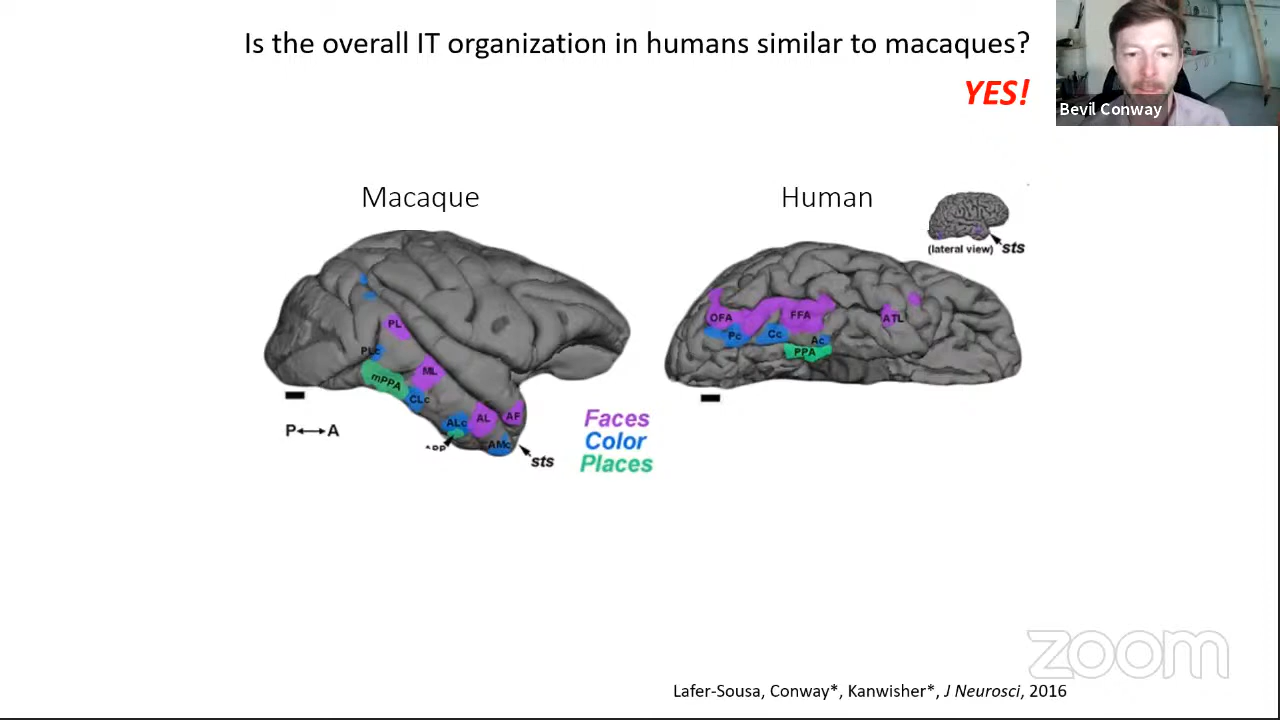 Is the overall IT organization in humans similar to macaques?
YES!
Bevil Conway
Macaque
Human
(lateral view)
sts
PL
PLc
ML
mPPA
CLc
ALc
AL
AF
AMc
sts
P⟷A
Faces
Color
Places
OFA
FFA
ATL
Pc
Cc
Ac
PPA
zoom
Lafer-Sousa, Conway*, Kanwisher*, J Neurosci, 2016